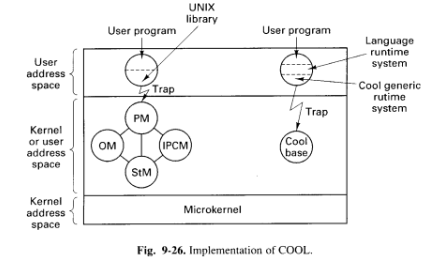 UNIX
library
User program
User program
Language
runtime
system
User
address
space
Cool generic
rutime
system
Trap
Trap
PM
Kernel
or user
address
space
OM
IPCM
Cool
base
StM
Kernel
address
space
Microkernel
Fig. 9-26. Implementation of COOL.